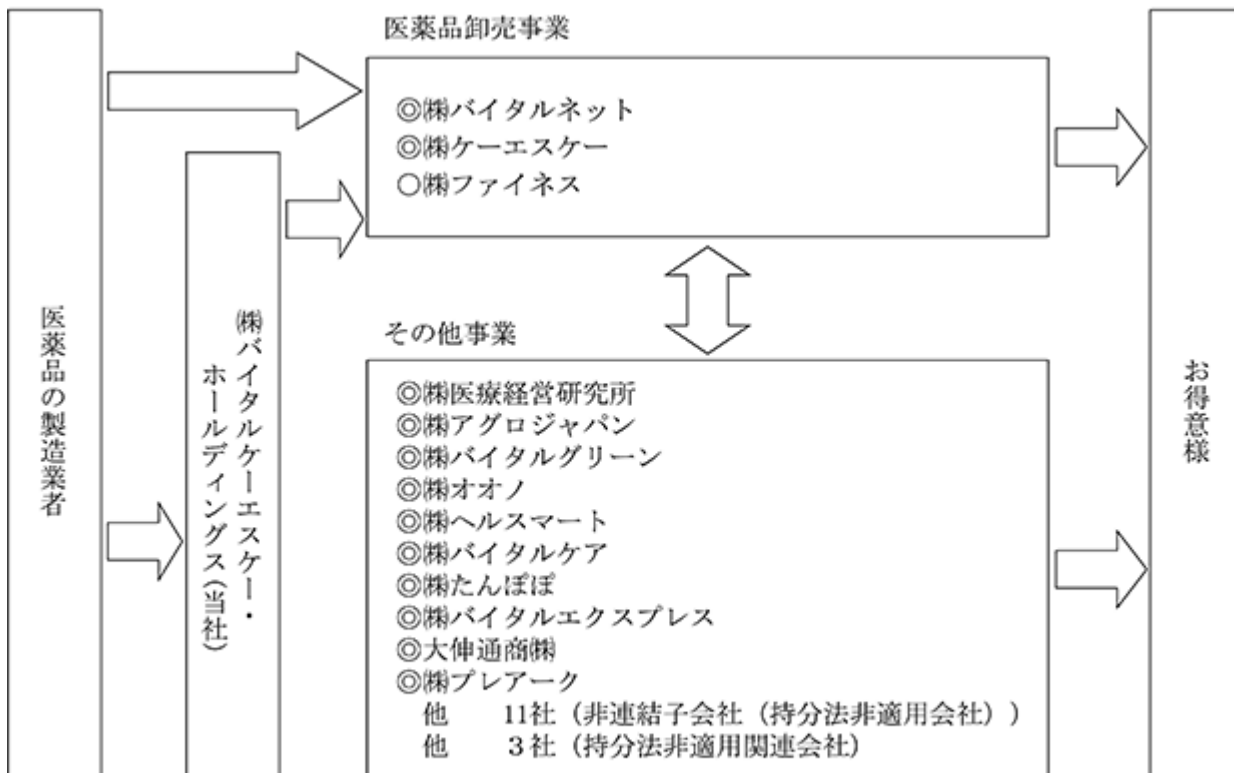 医薬品の製造業者
㈱バイタルケーエスケー・
ホールディングス(当社)
医薬品卸売事業
◎㈱バイタルネット
◎㈱ケーエスケー
○㈱ファイネス
その他事業
◎㈱医療経営研究所
◎㈱アグロジャパン
◎㈱バイタルグリーン
◎㈱オオノ
◎㈱ヘルスマート
◎㈱バイタルケア
◎㈱たんぽぽ
◎㈱バイタルエクスプレス
◎大伸通商㈱
◎㈱プレアーク
他 11社(非連結子会社(持分法非適用会社))
他 3社(持分法非適用関連会社)
お得意様